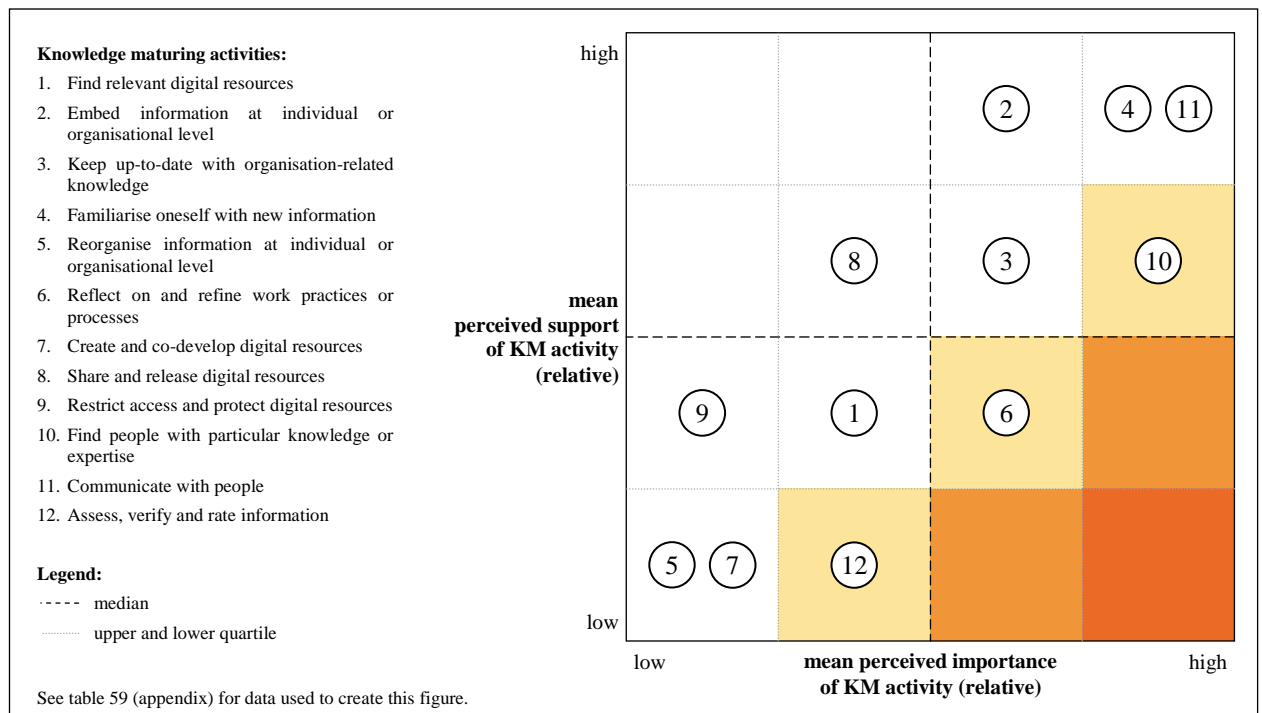 Knowledge maturing activities:
1. Find relevant digital resources
2. Embed information at individual or
organisational level
3. Keep up-to-date with organisation-related
knowledge
4. Familiarise oneself with new information
5. Reorganise information at individual or
organisational level
6. Reflect on and refine work practices or
processes
7. Create and co-develop digital resources
8. Share and release digital resources
9. Restrict access and protect digital resources
10. Find people with particular knowledge or
expertise
11. Communicate with people
12. Assess, verify and rate information
Legend:
median
upper and lower quartile
See table 59 (appendix) for data used to create this figure.
high
mean
perceived support
of KM activity
(relative)
low
2 4 11
8 3 10
9 1 6
5 7 12
low
mean perceived importance
of KM activity (relative)
high